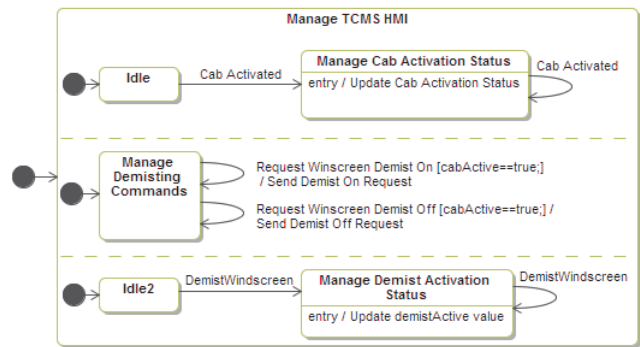 Manage TCMS HMI
Idle
Cab Activated
Manage Cab Activation Status
entry / Update Cab Activation Status
Cab Activated
Manage
Demisting
Commands
Request Winscreen Demist On [cabActive==true;]
/ Send Demist On Request
Request Winscreen Demist Off [cabActive==true;] /
Send Demist Off Request
Idle2
DemistWindscreen
Manage Demist Activation
Status
entry / Update demistActive value
DemistWindscreen